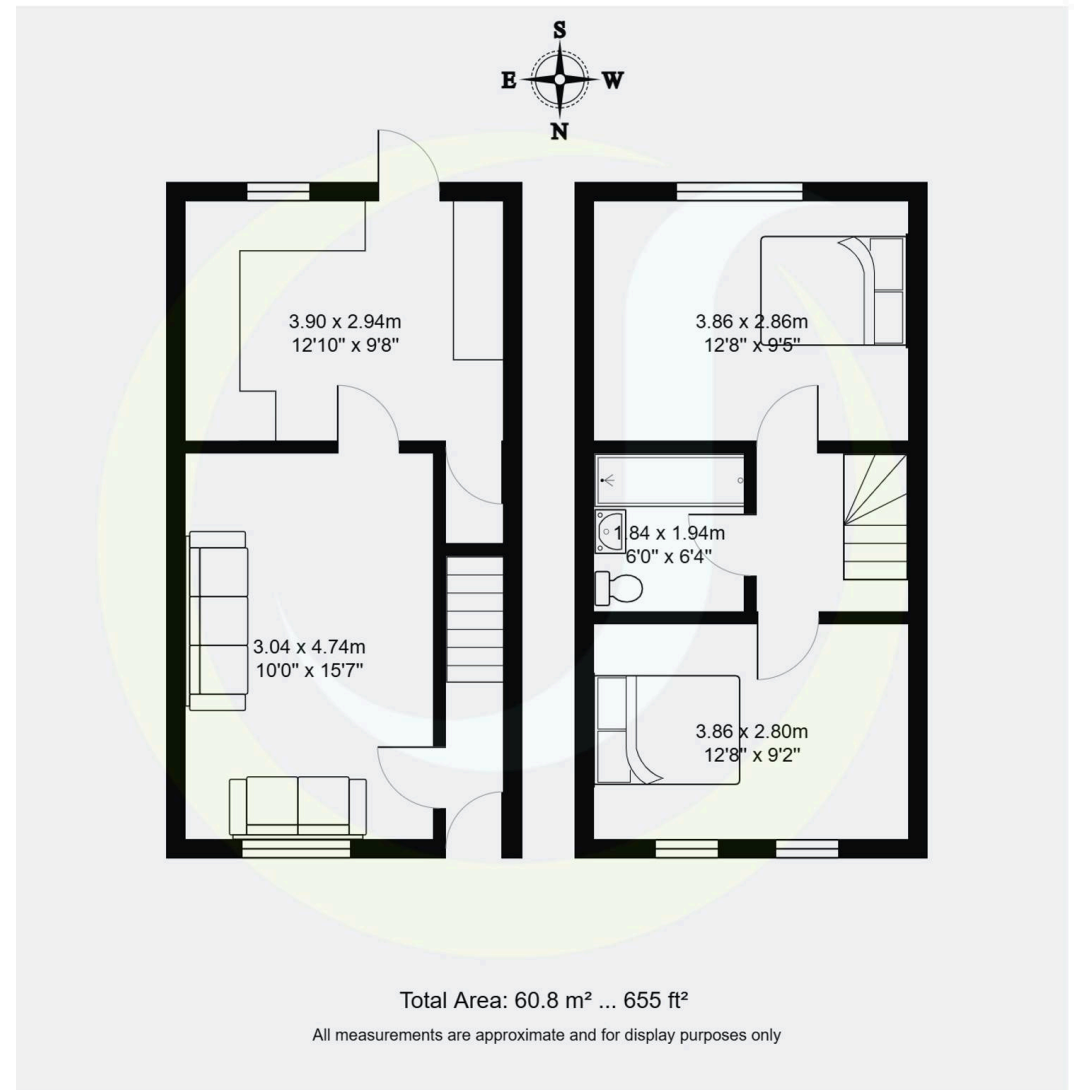 S
E W
N
3.90 x 2.94m
12'10" x 9'8"
3.86 x 2.86m
12'8" x 9'5"
1.84 x 1.94m
6'0" x 6'4"
3.04 x 4.74m
10'0" x 15'7"
3.86 x 2.80m
12'8" x 9'2"
Total Area: 60.8 m² ... 655 ft²
All measurements are approximate and for display purposes only